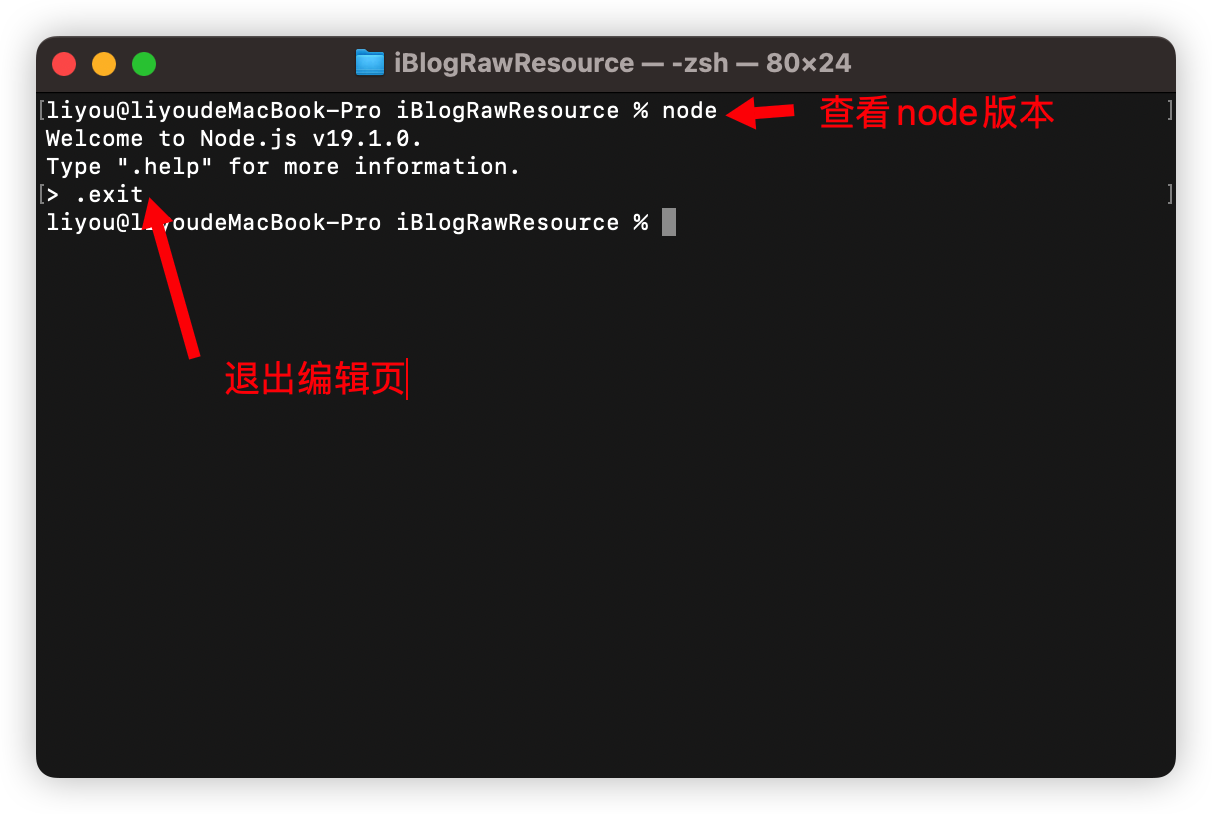 iBlogRawResource — -zsh — 80×24
[liyou@liyoudeMacBook-Pro iBlogRawResource % node ]
查看node版本
Welcome to Node.js v19.1.0.
Type ".help" for more information.
[> .exit ]
liyou@liyoudeMacBook-Pro iBlogRawResource %
退出编辑页